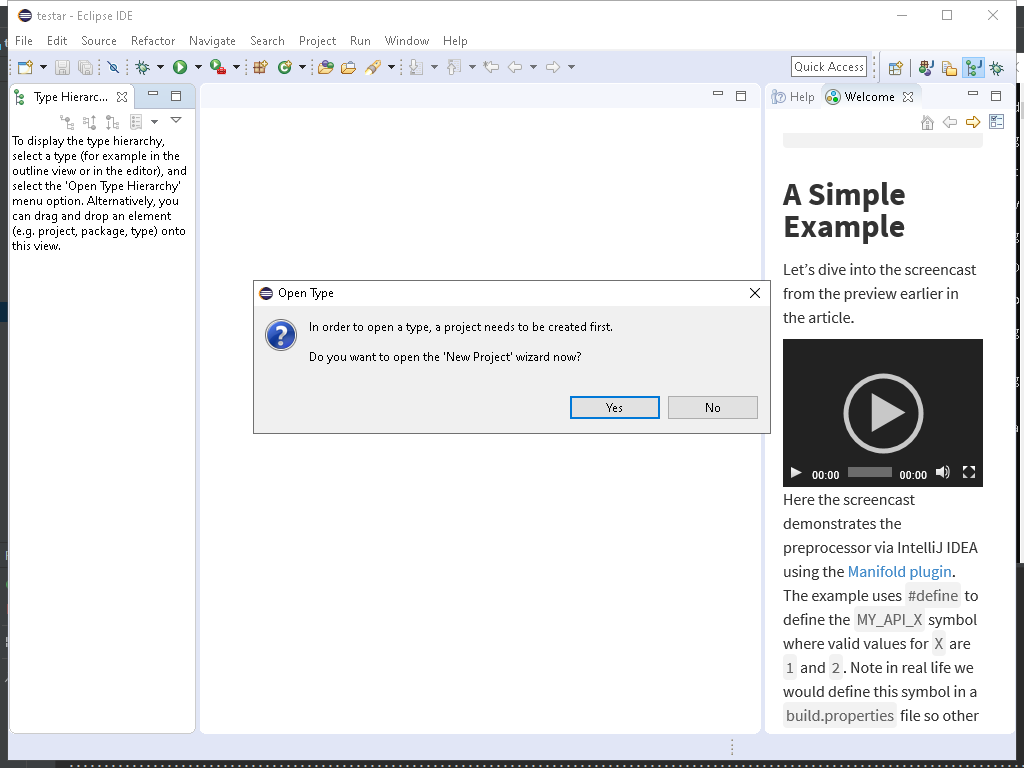 testar - Eclipse IDE
File Edit Source Refactor Navigate Search Project Run Window Help
Quick Access
Type Hierarc...
To display the type hierarchy,
select a type (for example in the
outline view or in the editor), and
select the 'Open Type Hierarchy'
menu option. Alternatively, you
can drag and drop an element
(e.g. project, package, type) onto
this view.
Open Type
In order to open a type, a project needs to be created first.
Do you want to open the 'New Project' wizard now?
Yes No
Help Welcome
A Simple
Example
Let’s dive into the screencast
from the preview earlier in
the article.
00:00 00:00
Here the screencast
demonstrates the
preprocessor via IntelliJ IDEA
using the Manifold plugin.
The example uses #define to
define the MY_API_X symbol
where valid values for X are
1 and 2. Note in real life we
would define this symbol in a
build.properties file so other